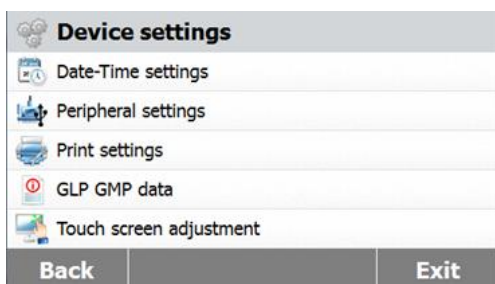 Device settings
Date-Time settings
Peripheral settings
Print settings
GLP GMP data
Touch screen adjustment
Back Exit